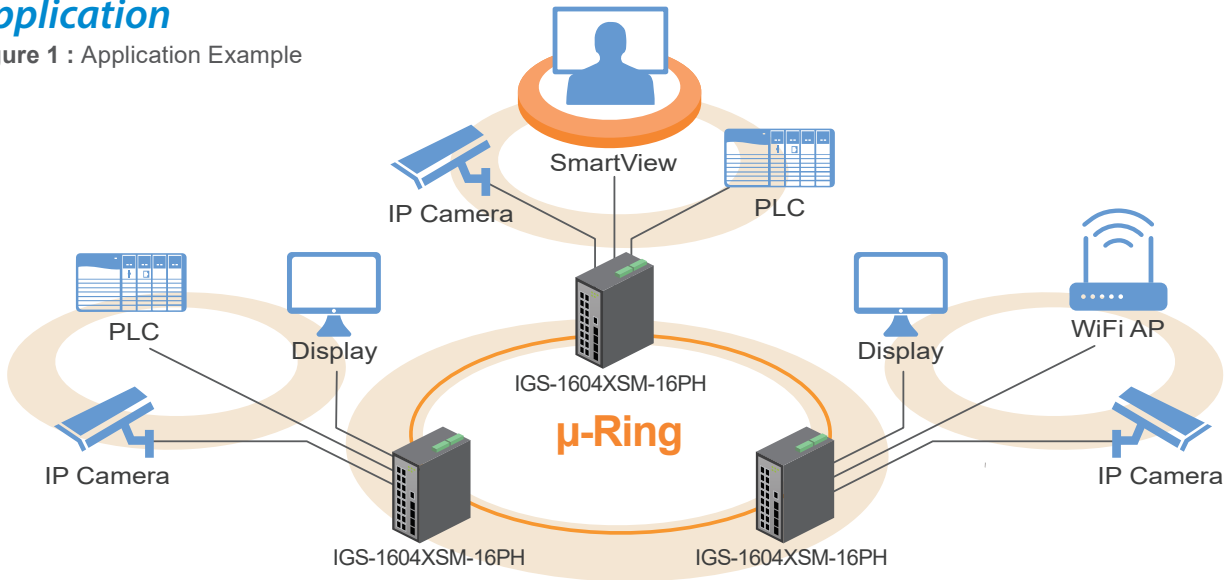 pplication
gure 1 : Application Example
SmartView
IP Camera
PLC
PLC
Display
Display
WiFi AP
IGS-1604XSM-16PH
μ-Ring
IP Camera
IP Camera
IGS-1604XSM-16PH
IGS-1604XSM-16PH